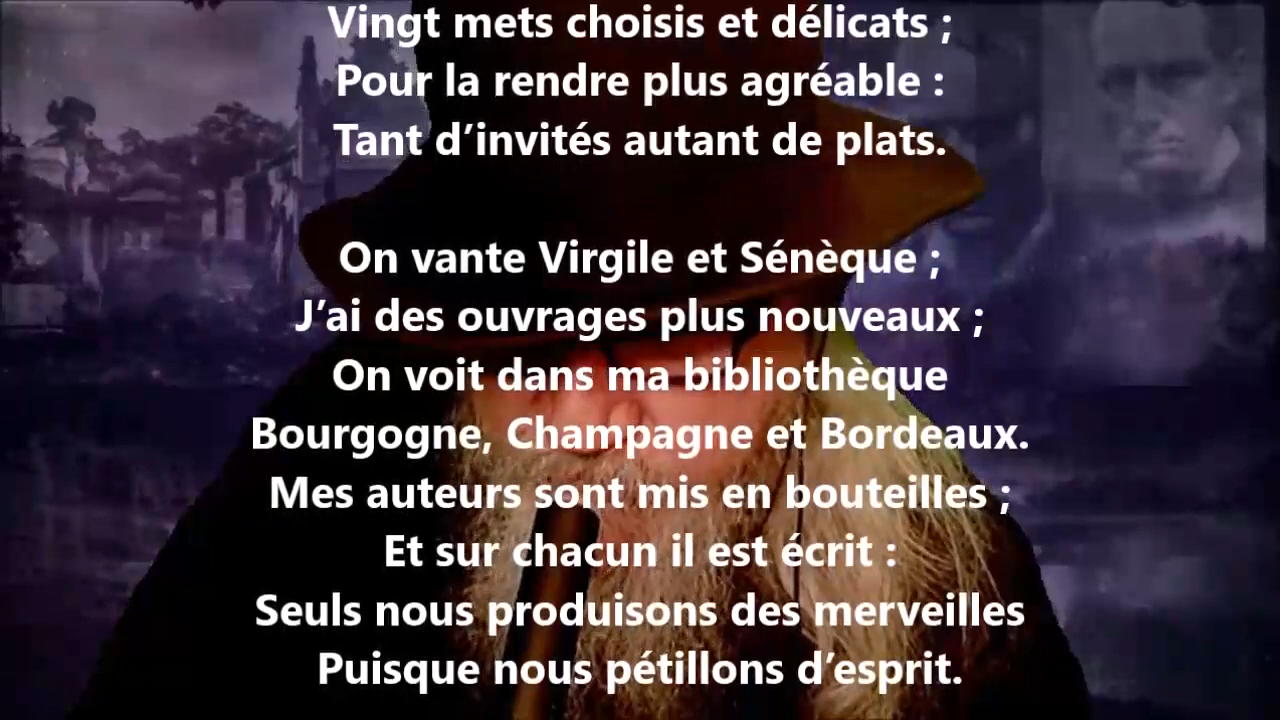 Vingt mets choisis et délicats ;
Pour la rendre plus agréable :
Tant d’invités autant de plats.
On vante Virgile et Sénèque ;
J’ai des ouvrages plus nouveaux ;
On voit dans ma bibliothèque
Bourgogne, Champagne et Bordeaux.
Mes auteurs sont mis en bouteilles ;
Et sur chacun il est écrit :
Seuls nous produisons des merveilles
Puisque nous pétillons d’esprit.